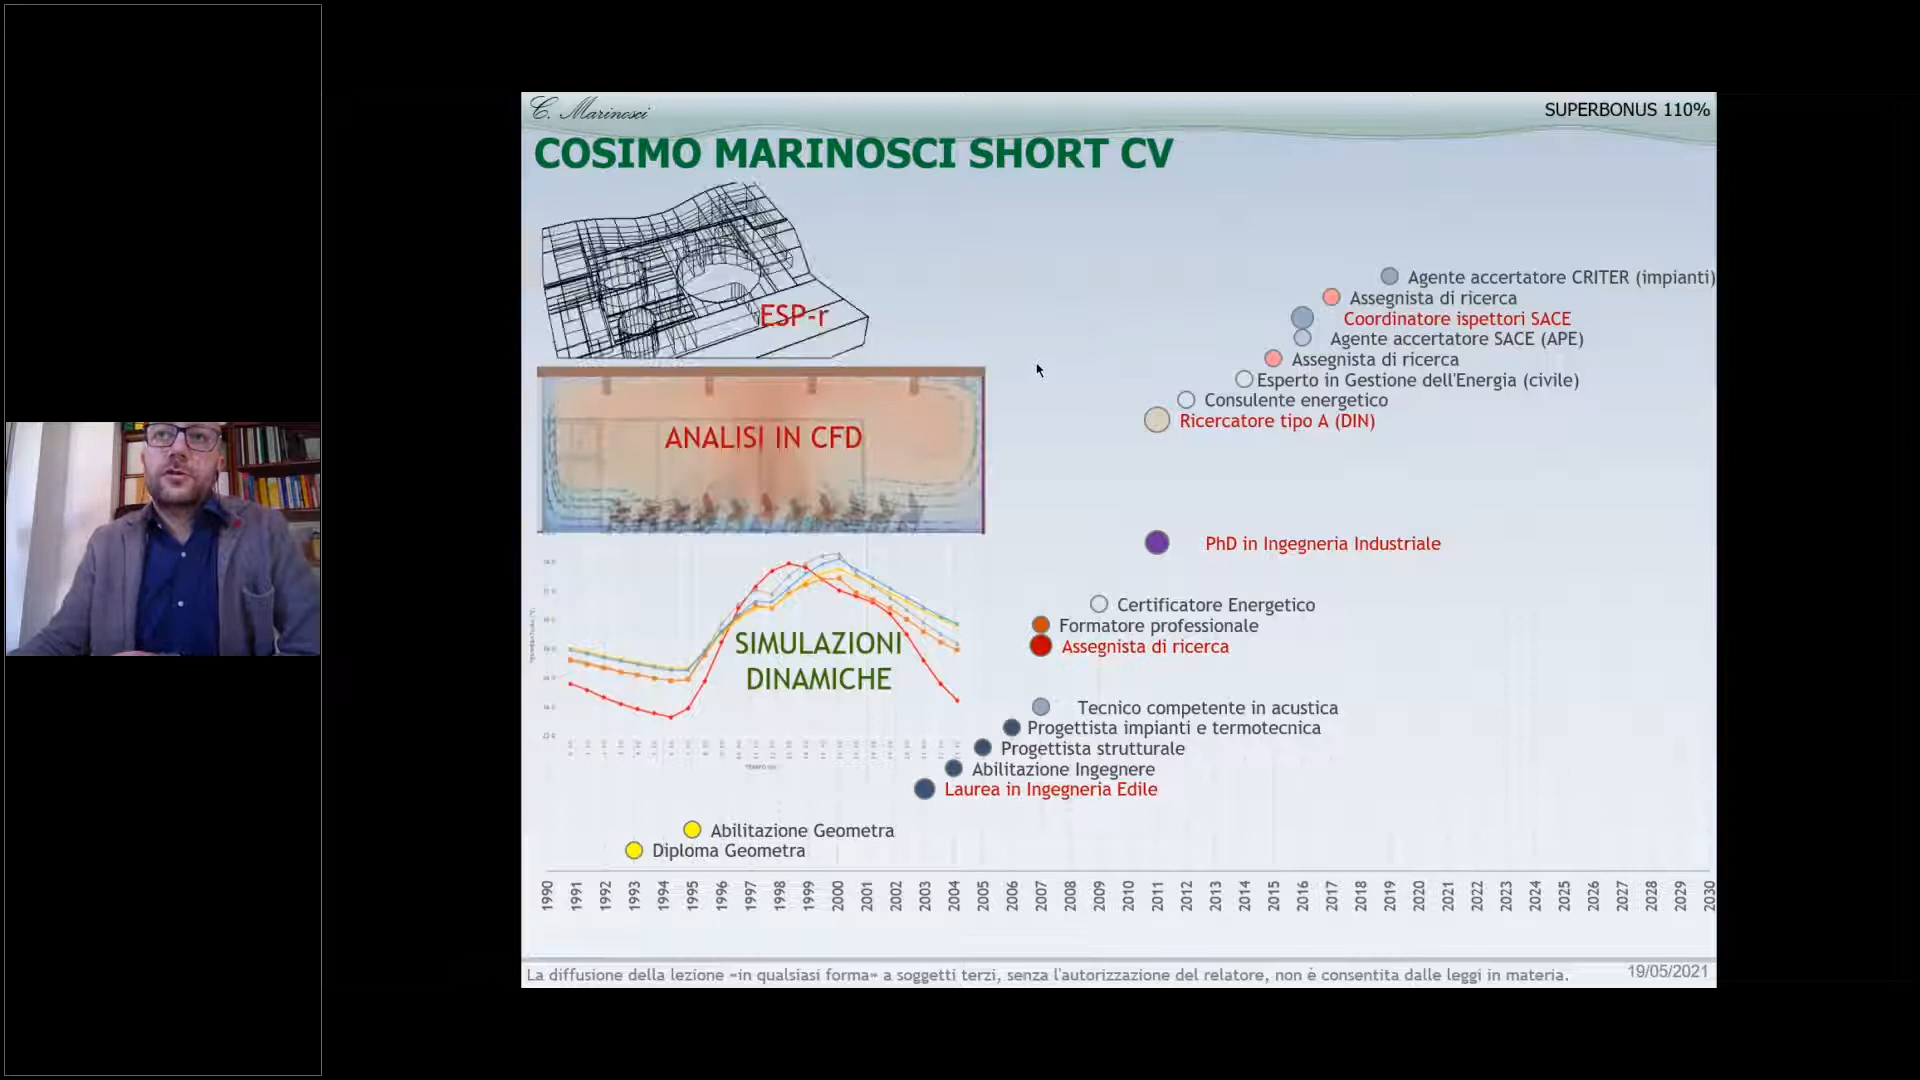 C. Marinosci
SUPERBONUS 110%
COSIMO MARINOSCI SHORT CV
ESP-r
ANALISI IN CFD
SIMULAZIONI
DINAMICHE
Agente accertatore CRITER (impianti)
Assegnista di ricerca
Coordinatore ispettori SACE
Agente accertatore SACE (APE)
Assegnista di ricerca
Esperto in Gestione dell'Energia (civile)
Consulente energetico
Ricercatore tipo A (DIN)
PhD in Ingegneria Industriale
Certificatore Energetico
Formatore professionale
Assegnista di ricerca
Tecnico competente in acustica
Progettista impianti e termotecnica
Progettista strutturale
Abilitazione Ingegnere
Laurea in Ingegneria Edile
Abilitazione Geometra
Diploma Geometra
1990 1991 1992 1993 1994 1995 1996 1997 1998 1999 2000 2001 2002 2003 2004 2005 2006 2007 2008 2009 2010 2011 2012 2013 2014 2015 2016 2017 2018 2019 2020 2021 2022 2023 2024 2025 2026 2027 2028 2029 2030
La diffusione della lezione «in qualsiasi forma» a soggetti terzi, senza l'autorizzazione del relatore, non è consentita dalle leggi in materia.
19/05/2021